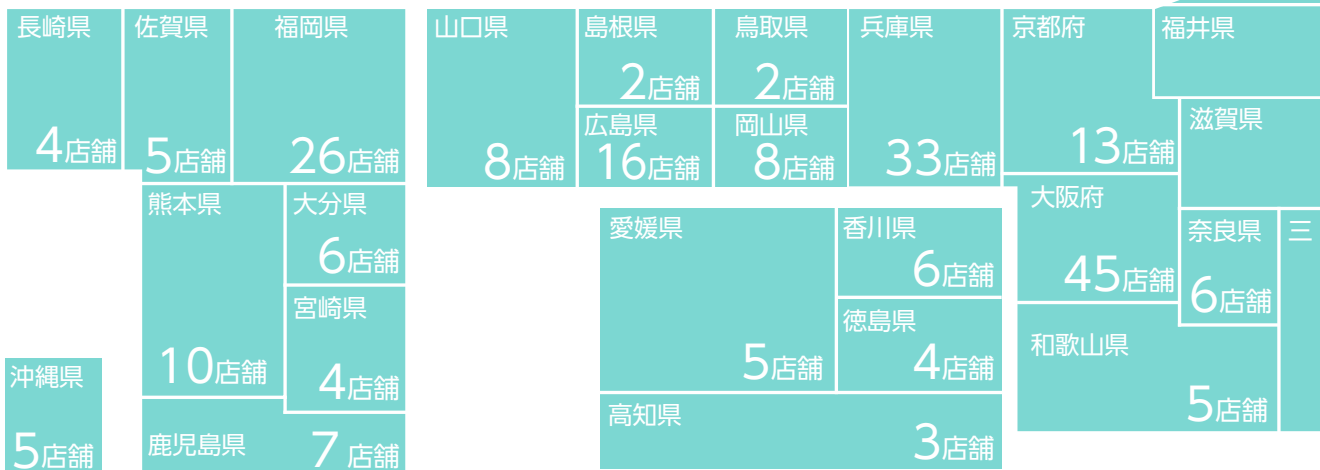 長崎県
4店舗
佐賀県
5店舗
福岡県
26店舗
熊本県
10店舗
大分県
6店舗
宮崎県
4店舗
鹿児島県
7 店舗
沖縄県
5店舗
山口県
8店舗
島根県
2店舗
鳥取県
2店舗
広島県
16店舗
岡山県
8店舗
兵庫県
33店舗
京都府
13店舗
福井県
滋賀県
大阪府
45店舗
奈良県
6店舗
三
和歌山県
5店舗
愛媛県
5店舗
香川県
6店舗
徳島県
4店舗
高知県
3店舗